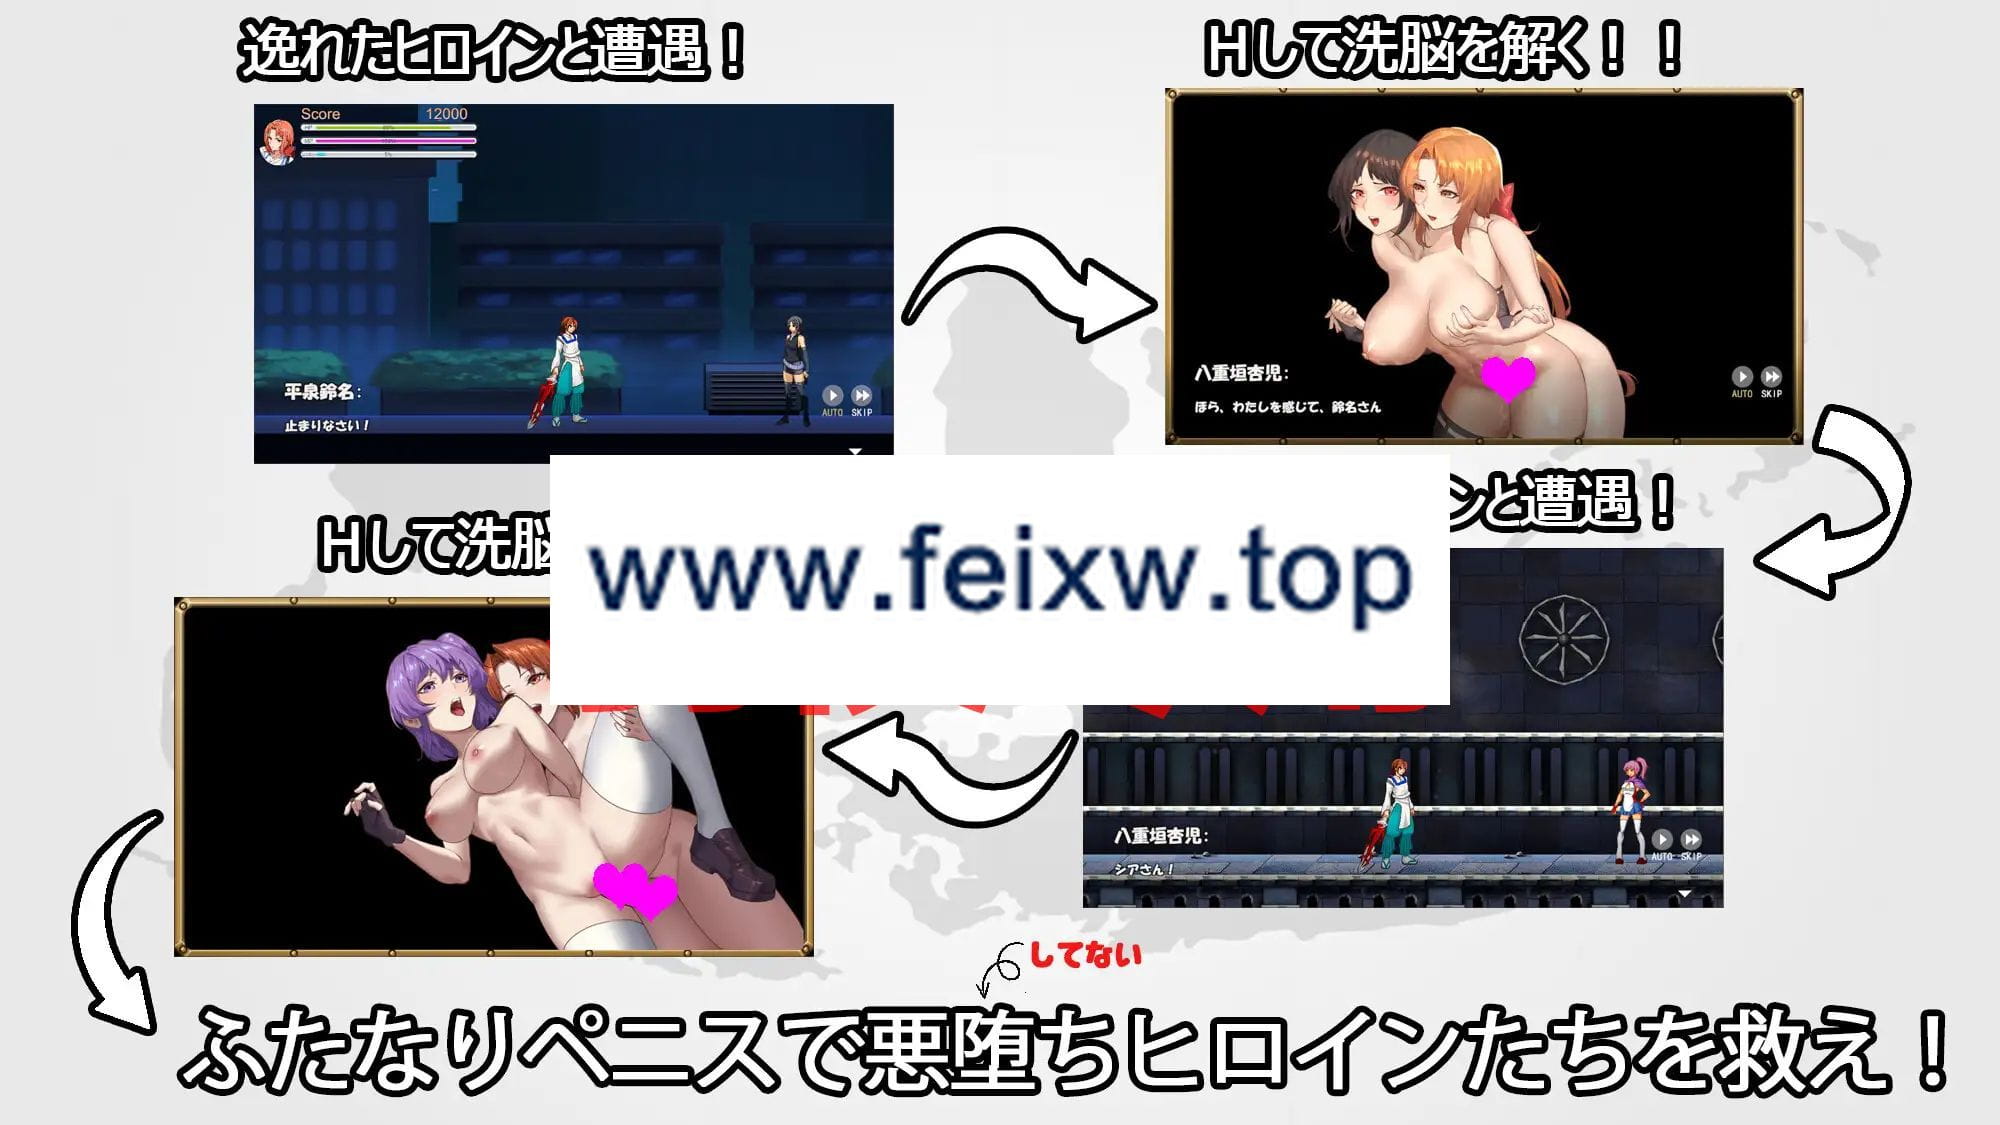 逸れたヒロインと遭遇！
Hして洗脳を解く！！
Score 12000
平泉鈴名：
止まりなさい！
AUTO SKIP
八重垣杏児：
ほら、わたしを感じて、鈴名さん
AUTO SKIP
Hして洗脳
ンと遭遇！
www.feixw.top
八重垣杏児：
シアさん！
AUTO SKIP
してない
ふたなりペニスで悪堕ちヒロインたちを救え！